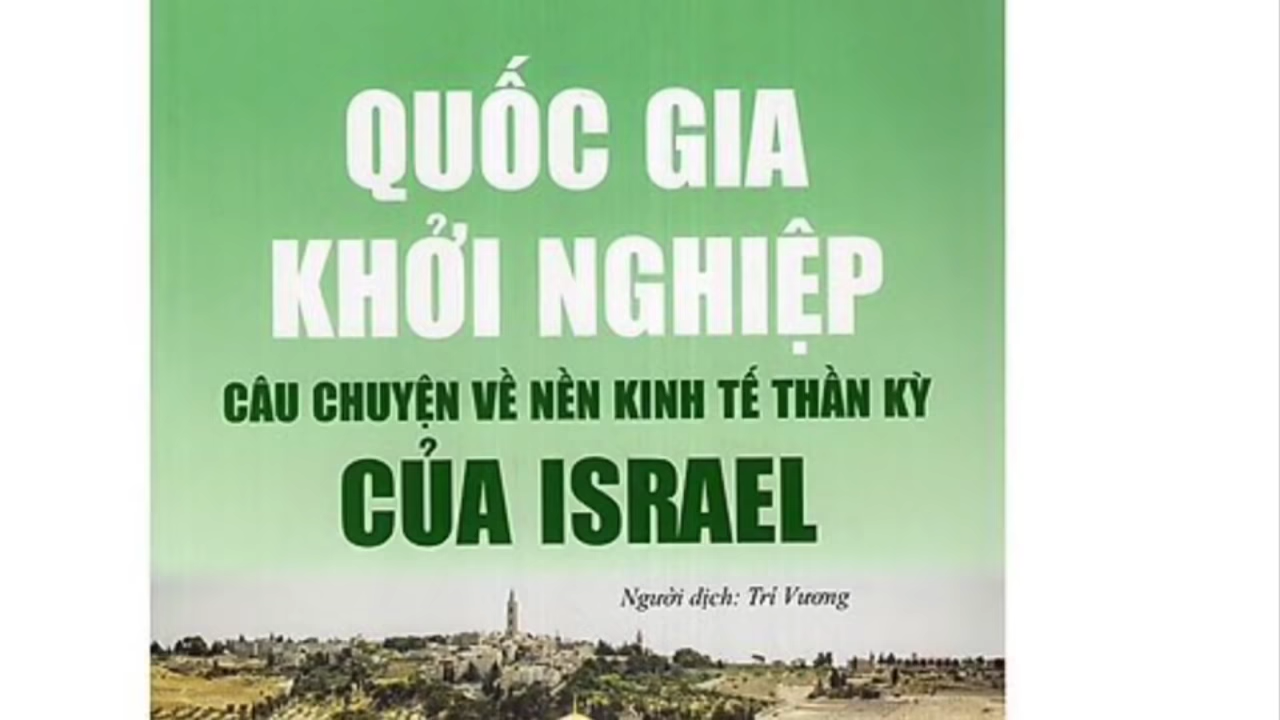 QUỐC GIA
KHỞI NGHIỆP
CÂU CHUYỆN VỀ NỀN KINH TẾ THẦN KỲ
CỦA ISRAEL
Người dịch: Trí Vương